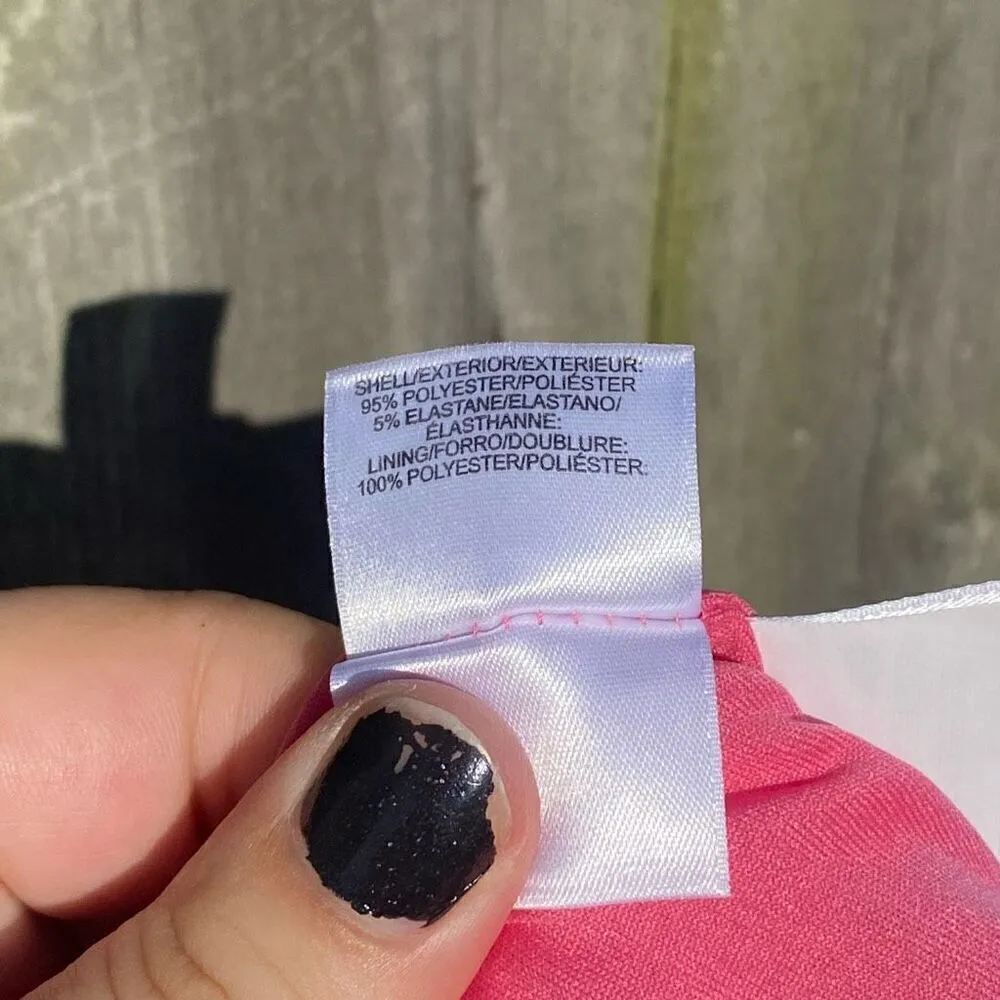 SHELL/EXTERIOR/EXTERIEUR:
95% POLYESTER/POLIÉSTER
5% ELASTANE/ELASTANO/
ÉLASTHANNE:
LINING/FORRO/DOUBLURE:
100% POLYESTER/POLIÉSTER: